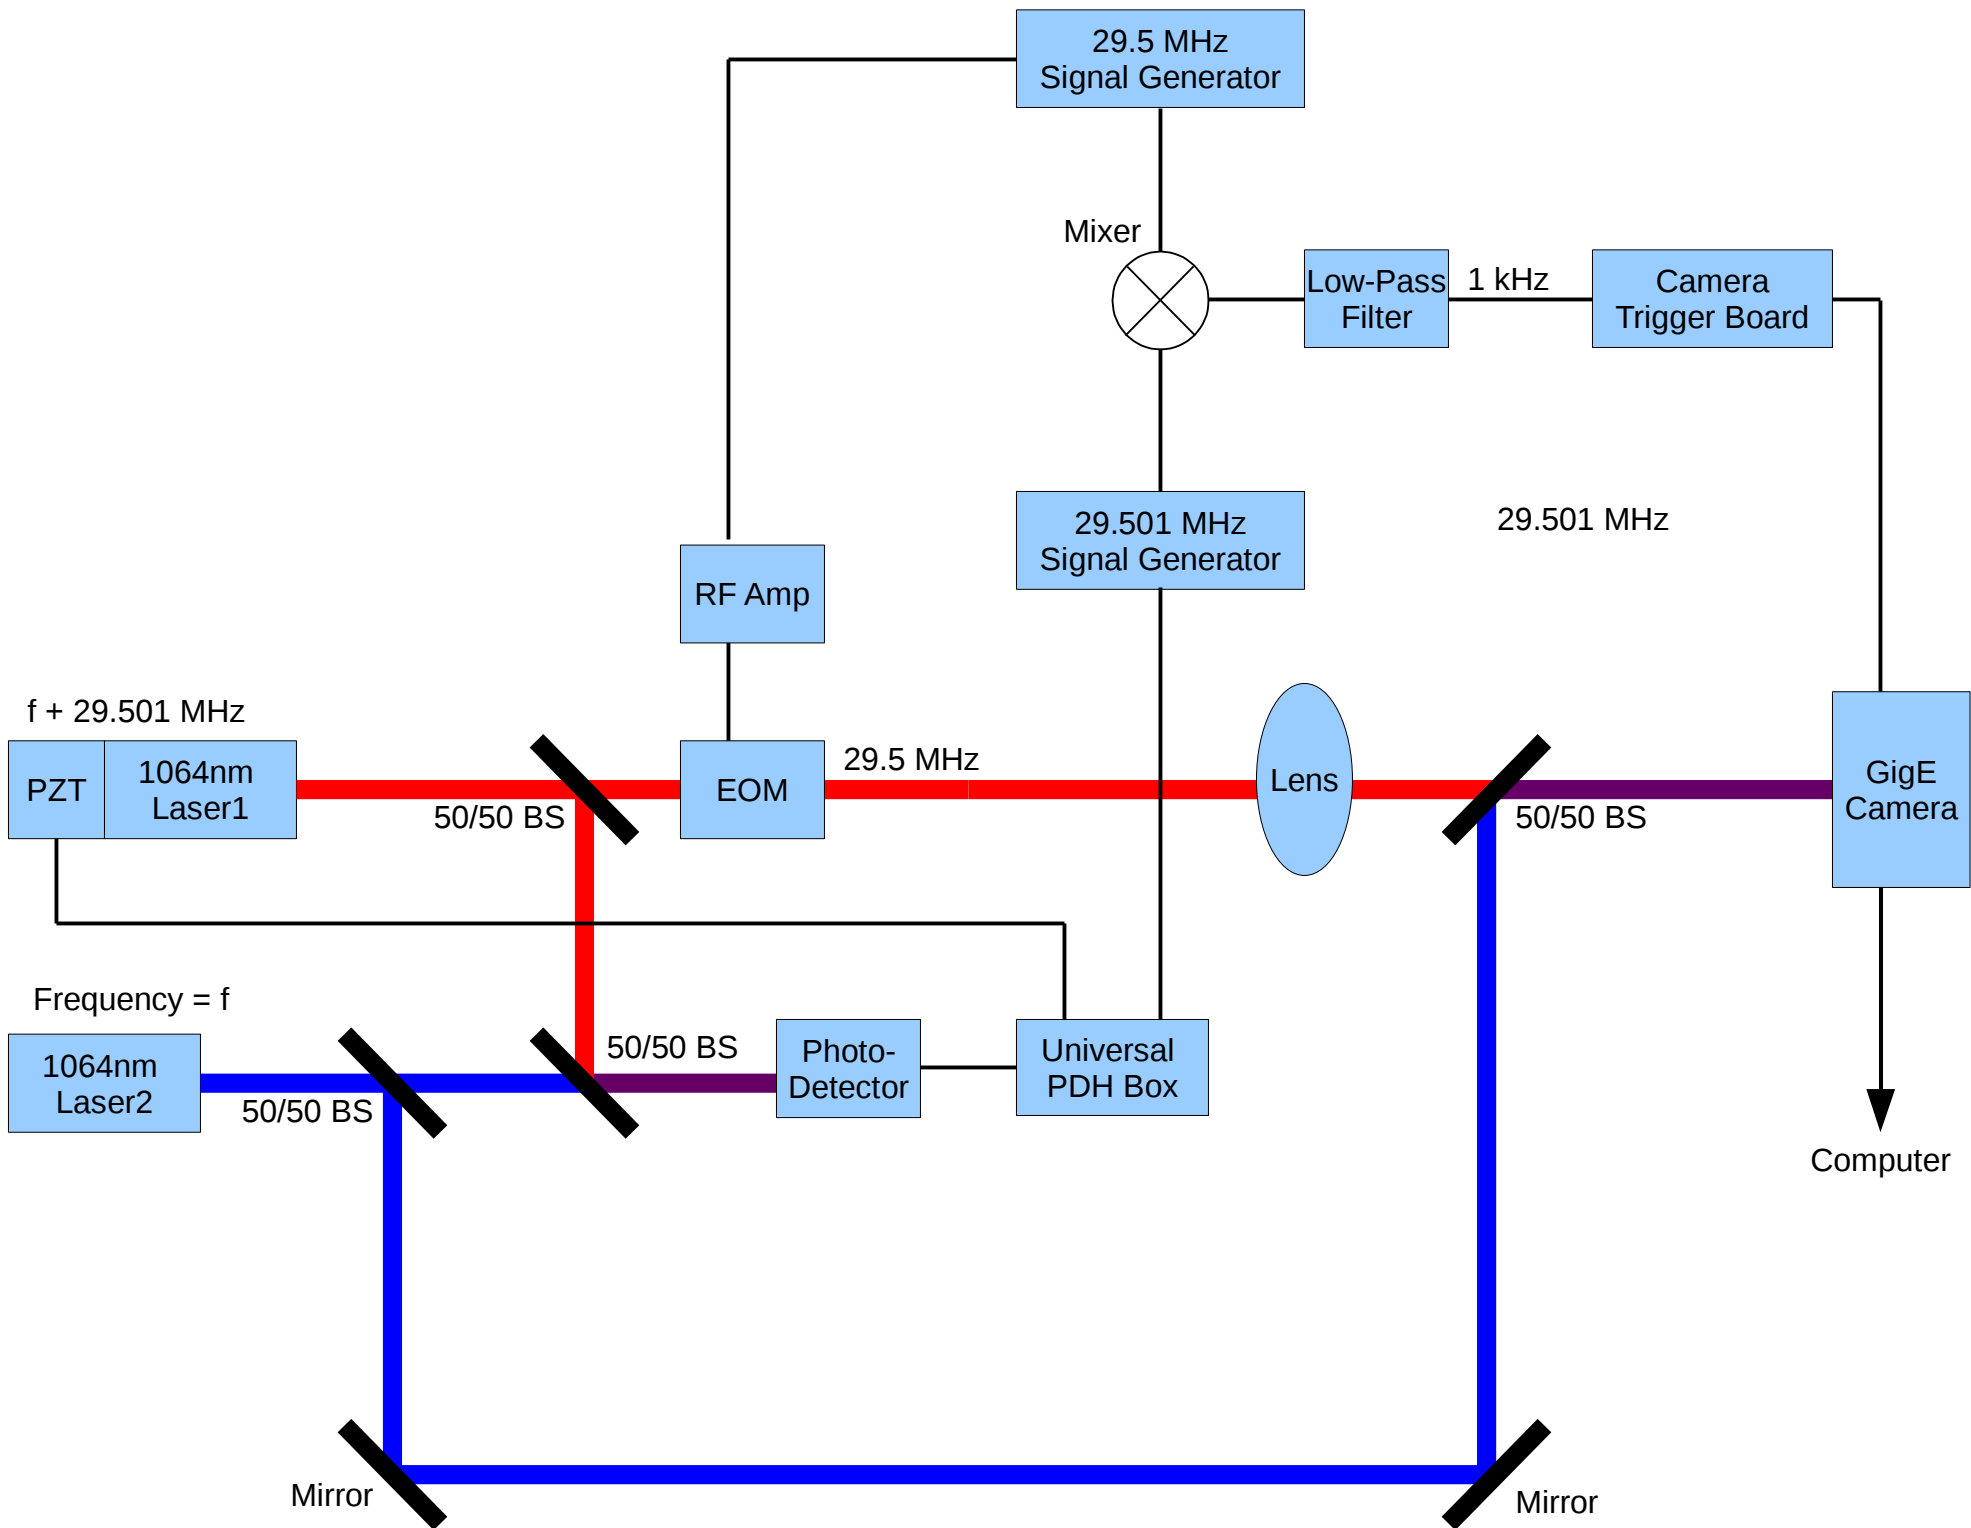 29.5 MHz
Signal Generator
Mixer
Low-Pass
Filter
1 kHz
Camera
Trigger Board
29.501 MHz
Signal Generator
29.501 MHz
RF Amp
f + 29.501 MHz
PZT
1064nm
Laser1
50/50 BS
EOM
29.5 MHz
Lens
50/50 BS
GigE
Camera
Frequency = f
1064nm
Laser2
50/50 BS
50/50 BS
Photo-
Detector
Universal
PDH Box
Computer
Mirror
Mirror